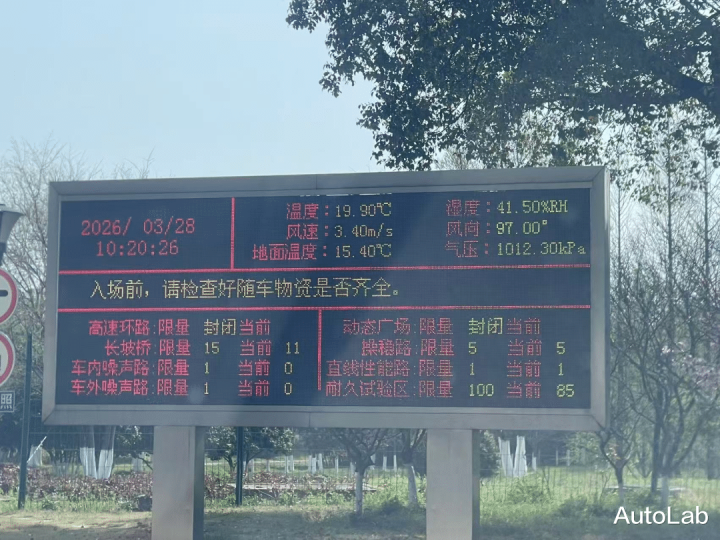 2026/ 03/28
10:20:26
温度：19.90℃ 湿度：41.50%RH
风速：3.40m/s 风向：97.00°
地面温度：15.40℃ 气压：1012.30kPa
入场前，请检查好随车物资是否齐全。
高速环路:限量 封闭 当前 动态广场:限量 封闭 当前
长坡桥:限量 15 当前 11 操稳路:限量 5 当前 5
车内噪声路:限量 1 当前 0 直线性能路:限量 1 当前 1
车外噪声路:限量 1 当前 0 耐久试验区:限量 100 当前 85
AutoLab